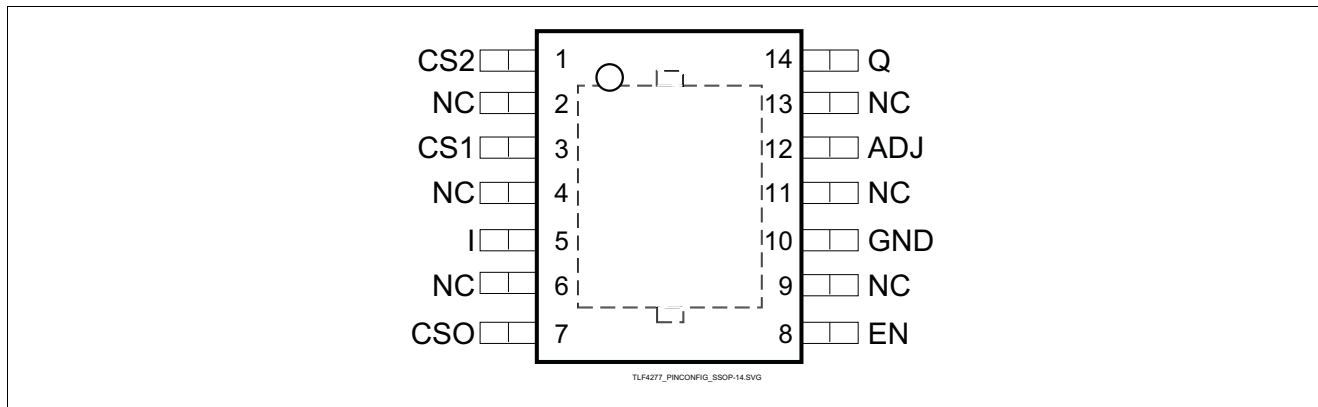 CS2 1 14 Q
NC 2 13 NC
CS1 3 12 ADJ
NC 4 11 NC
I 5 10 GND
NC 6 9 NC
CSO 7 8 EN
TLF4277_PINCONFIG_SSOP-14.SVG